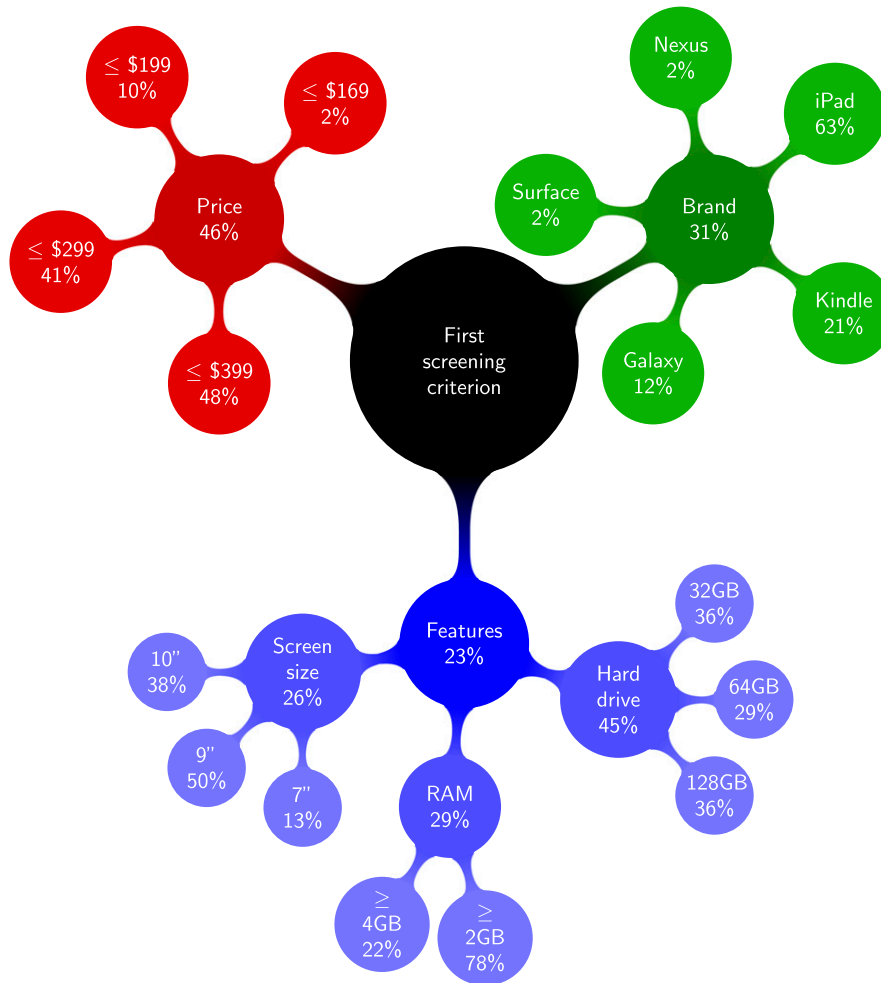 First
screening
criterion
Price
46%
≤ $169
2%
≤ $199
10%
≤ $299
41%
≤ $399
48%
Brand
31%
Nexus
2%
iPad
63%
Surface
2%
Kindle
21%
Galaxy
12%
Features
23%
Screen
size
26%
10”
38%
9”
50%
7”
13%
RAM
29%
≥
4GB
22%
≥
2GB
78%
Hard
drive
45%
32GB
36%
64GB
29%
128GB
36%